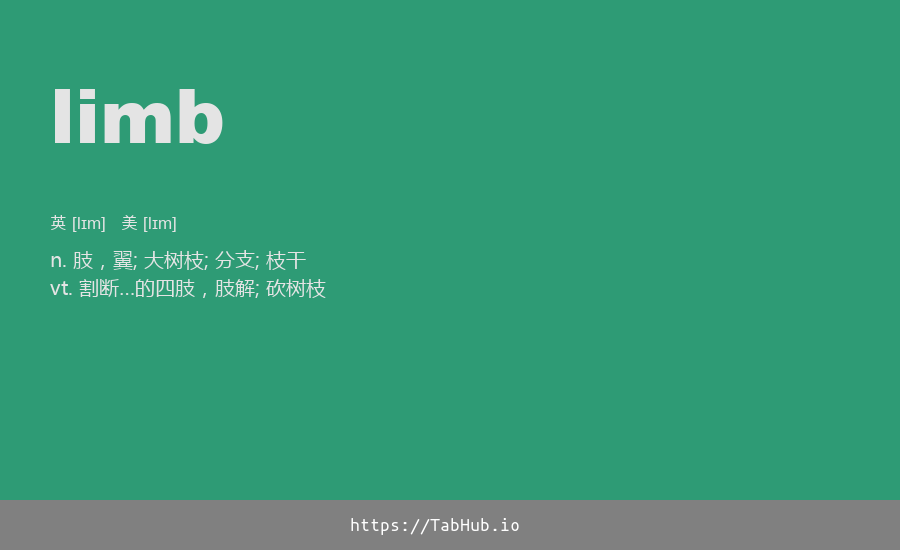 limb
英 [lɪm] 美 [lɪm]
n. 肢，翼; 大树枝; 分支; 枝干
vt. 割断…的四肢，肢解; 砍树枝
https://TabHub.io